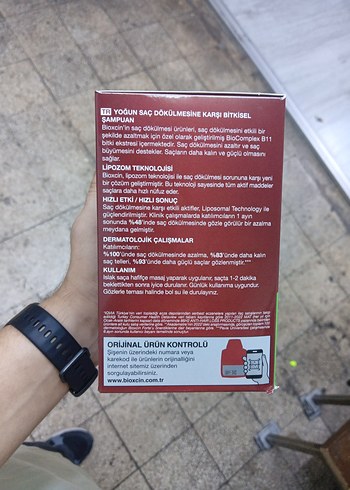 TR YOĞUN SAÇ DÖKÜLMESİNE KARŞI BİTKİSEL
ŞAMPUAN
Bioxcin'in saç dökülmesi ürünleri, saç dökülmesini etkili bir
şekilde azaltmak için özel olarak geliştirilmiş BioComplex B11
bitki ekstresi içermektedir. Saç dökülmesini azaltır ve saç
büyümesini destekler. Saçların daha kalın ve güçlü olmasını
sağlar.
LİPOZOM TEKNOLOJİSİ
Bioxcin, lipozom teknolojisi ile saç dökülmesi sorununa karşı yeni
bir çözüm geliştirmiştir. Bu teknoloji sayesinde tüm aktif maddeler
saçlara daha hızlı nüfuz eder.
HIZLI ETKİ / HIZLI SONUÇ
Saç dökülmesine karşı etkili aktifler, Liposomal Technology ile
güçlendirilmiştir. Klinik çalışmalarda katılımcıların 1 ayın
sonunda %48'inde saç dökülmesinde gözle görülür bir azalma
meydana gelmiştir.
DERMATOLOJİK ÇALIŞMALAR
Katılımcıların:
%100'ünde saç dökülmesinde azalma, %83'ünde daha kalın
saç telleri, %93'ünde daha güçlü saçlar gözlenmiştir.***
KULLANIM
Islak saça hafifçe masaj yaparak uygulanır, saçta 1-2 dakika
beklettikten sonra iyice durulanır. Günlük kullanıma uygundur.
Gözlerle teması halinde bol su ile durulayınız.
ORİJİNAL ÜRÜN KONTROLÜ
Şişenin üzerindeki numara veya
karekod ile ürünlerin orijinalliğini
internet sitemiz üzerinden
sorgulayabilirsiniz.
www.bioxcin.com.tr